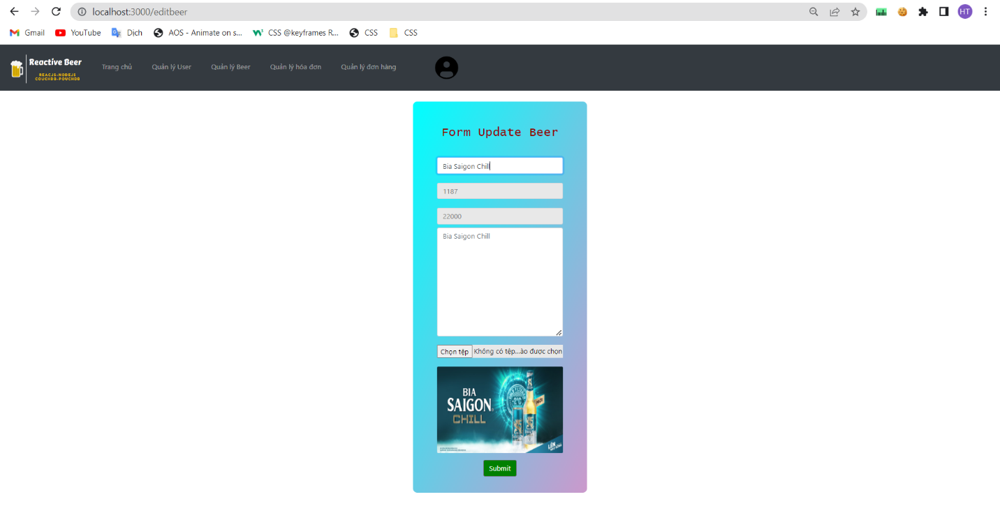 localhost:3000/editbeer
HT
Gmail YouTube Dịch AOS - Animate on s... CSS @keyframes R... CSS CSS
Reactive Beer
REACJS-NODEJS
COUCHDB-POUCHDB
Trang chủ Quản lý User Quản lý Beer Quản lý hóa đơn Quản lý đơn hàng
Form Update Beer
Bia Saigon Chill
1187
22000
Bia Saigon Chill
Chọn tệp Không có tệp...ào được chọn
BIA
SAIGON
CHILL
LÊN
Submit